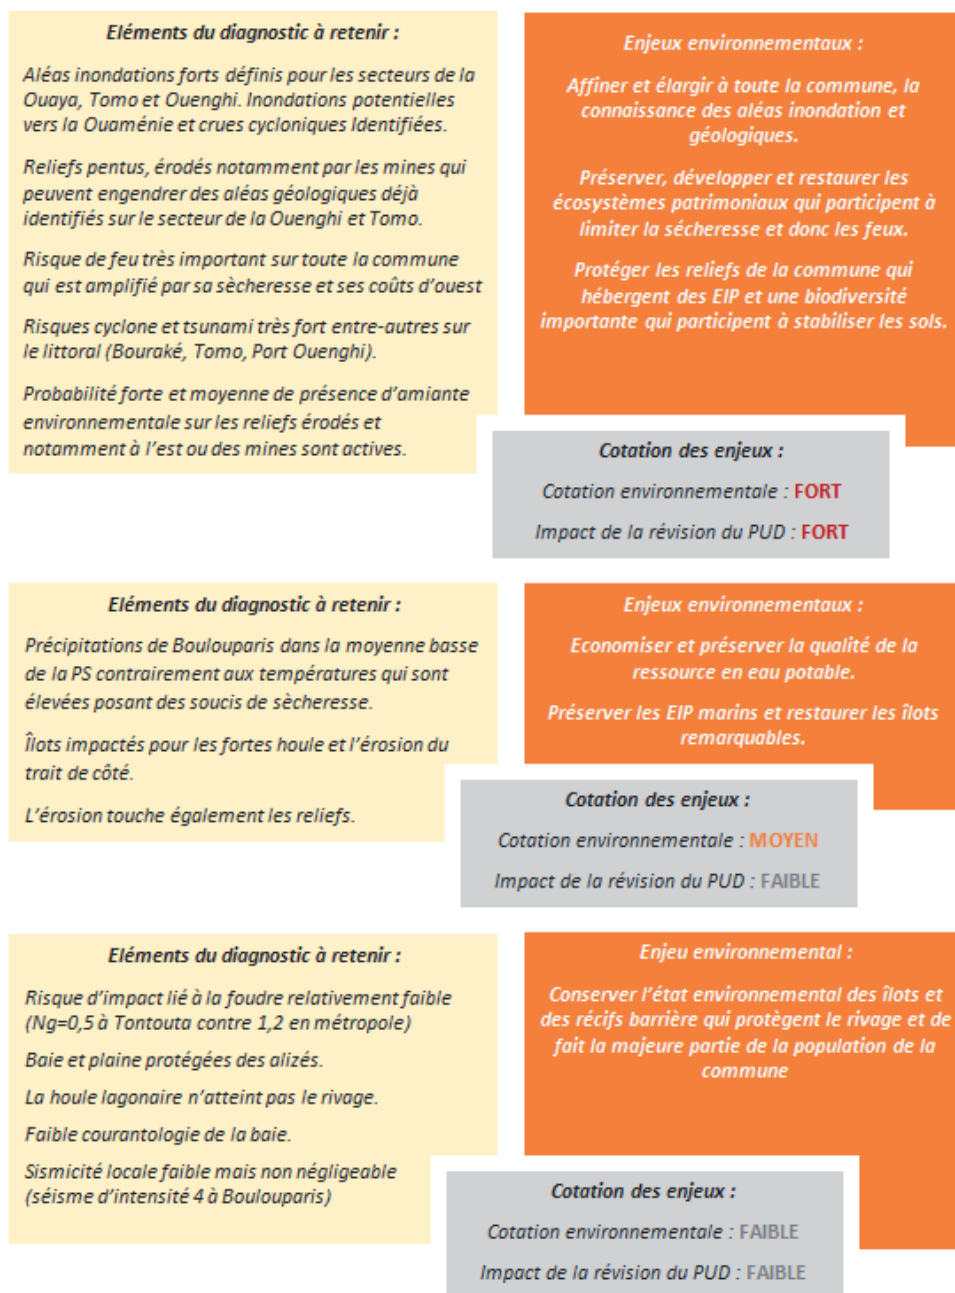 Eléments du diagnostic à retenir :
Aléas inondations forts définis pour les secteurs de la
Ouaya, Tomo et Ouenghi. Inondations potentielles
vers la Ouaménie et crues cycloniques Identifiées.
Reliefs pentus, érodés notamment par les mines qui
peuvent engendrer des aléas géologiques déjà
identifiés sur le secteur de la Ouenghi et Tomo.
Risque de feu très important sur toute la commune
qui est amplifié par sa sècheresse et ses coûts d'ouest
Risques cyclone et tsunami très fort entre-autres sur
le littoral (Bouraké, Tomo, Port Ouenghi).
Probabilité forte et moyenne de présence d'amiante
environnementale sur les reliefs érodés et
notamment à l'est ou des mines sont actives.
Enjeux environnementaux :
Affiner et élargir à toute la commune, la
connaissance des aléas inondation et
géologiques.
Préserver, développer et restaurer les
écosystèmes patrimoniaux qui participent à
limiter la sécheresse et donc les feux.
Protéger les reliefs de la commune qui
hébergent des EIP et une biodiversité
importante qui participent à stabiliser les sols.
Cotation des enjeux :
Cotation environnementale : FORT
Impact de la révision du PUD : FORT
Eléments du diagnostic à retenir :
Précipitations de Boulouparis dans la moyenne basse
de la PS contrairement aux températures qui sont
élevées posant des soucis de sècheresse.
Îlots impactés pour les fortes houle et l'érosion du
trait de côté.
L'érosion touche également les reliefs.
Enjeux environnementaux :
Economiser et préserver la qualité de la
ressource en eau potable.
Préserver les EIP marins et restaurer les îlots
remarquables.
Cotation des enjeux :
Cotation environnementale : MOYEN
Impact de la révision du PUD : FAIBLE
Eléments du diagnostic à retenir :
Risque d'impact lié à la foudre relativement faible
(Ng=0,5 à Tontouta contre 1,2 en métropole)
Baie et plaine protégées des alizés.
La houle lagonaire n'atteint pas le rivage.
Faible courantologie de la baie.
Sismicité locale faible mais non négligeable
(séisme d'intensité 4 à Boulouparis)
Enjeu environnemental :
Conserver l'état environnemental des îlots et
des récifs barrière qui protègent le rivage et de
fait la majeure partie de la population de la
commune
Cotation des enjeux :
Cotation environnementale : FAIBLE
Impact de la révision du PUD : FAIBLE